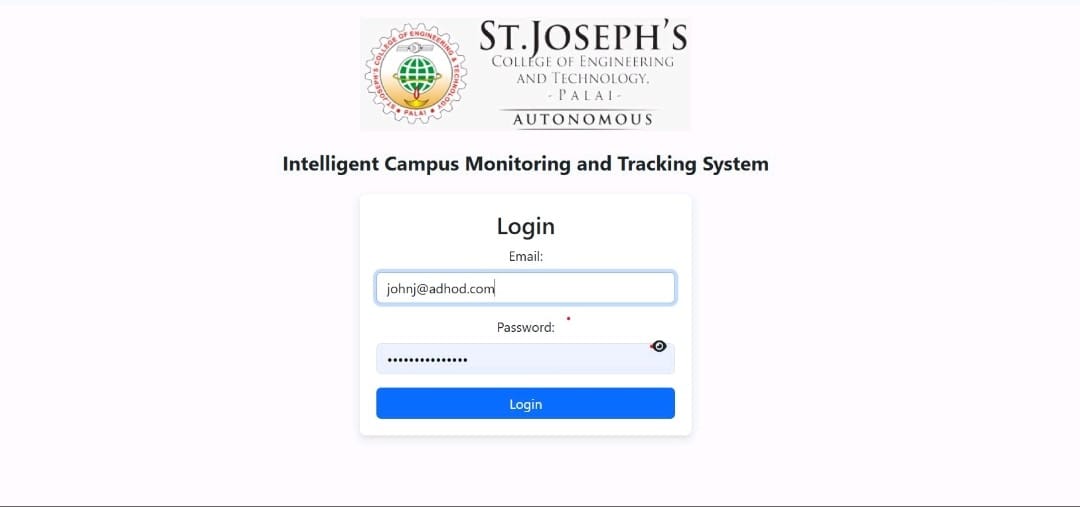 ST. JOSEPH'S COLLEGE OF ENGINEERING & TECHNOLOGY
PALAI
ST.JOSEPH'S
COLLEGE OF ENGINEERING
AND TECHNOLOGY,
- PALAI -
AUTONOMOUS
Intelligent Campus Monitoring and Tracking System
Login
Email:
johnj@adhod.com
Password:
Login